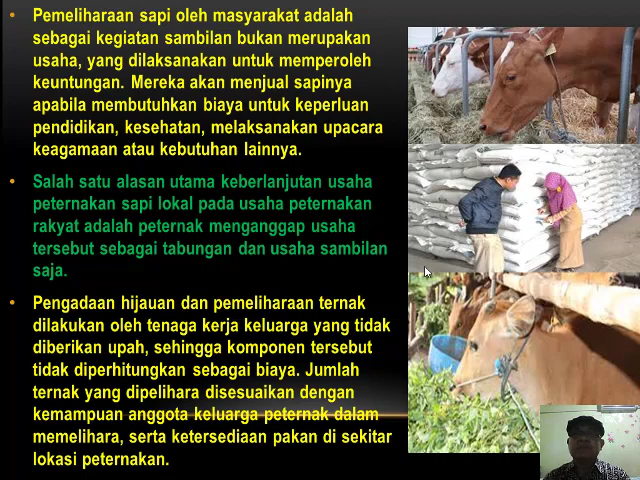 • Pemeliharaan sapi oleh masyarakat adalah
sebagai kegiatan sambilan bukan merupakan
usaha, yang dilaksanakan untuk memperoleh
keuntungan. Mereka akan menjual sapinya
apabila membutuhkan biaya untuk keperluan
pendidikan, kesehatan, melaksanakan upacara
keagamaan atau kebutuhan lainnya.
• Salah satu alasan utama keberlanjutan usaha
peternakan sapi lokal pada usaha peternakan
rakyat adalah peternak menganggap usaha
tersebut sebagai tabungan dan usaha sambilan
saja.
• Pengadaan hijauan dan pemeliharaan ternak
dilakukan oleh tenaga kerja keluarga yang tidak
diberikan upah, sehingga komponen tersebut
tidak diperhitungkan sebagai biaya. Jumlah
ternak yang dipelihara disesuaikan dengan
kemampuan anggota keluarga peternak dalam
memelihara, serta ketersediaan pakan di sekitar
lokasi peternakan.